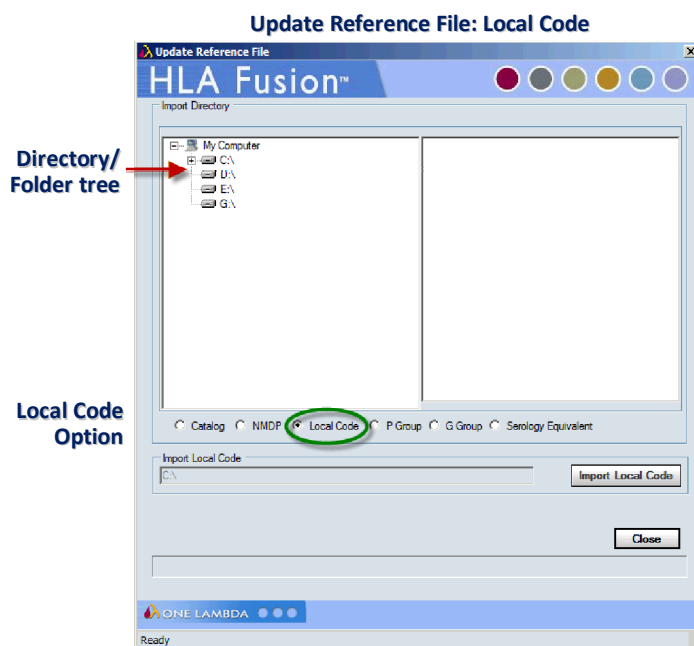 Update Reference File: Local Code
Update Reference File
HLA Fusion™
Import Directory
My Computer
C:\
D:\
E:\
G:\
Directory/
Folder tree
Local Code
Option
Catalog NMDP Local Code P Group G Group Serology Equivalent
Import Local Code
C:\
Import Local Code
Close
ONE LAMBDA
Ready